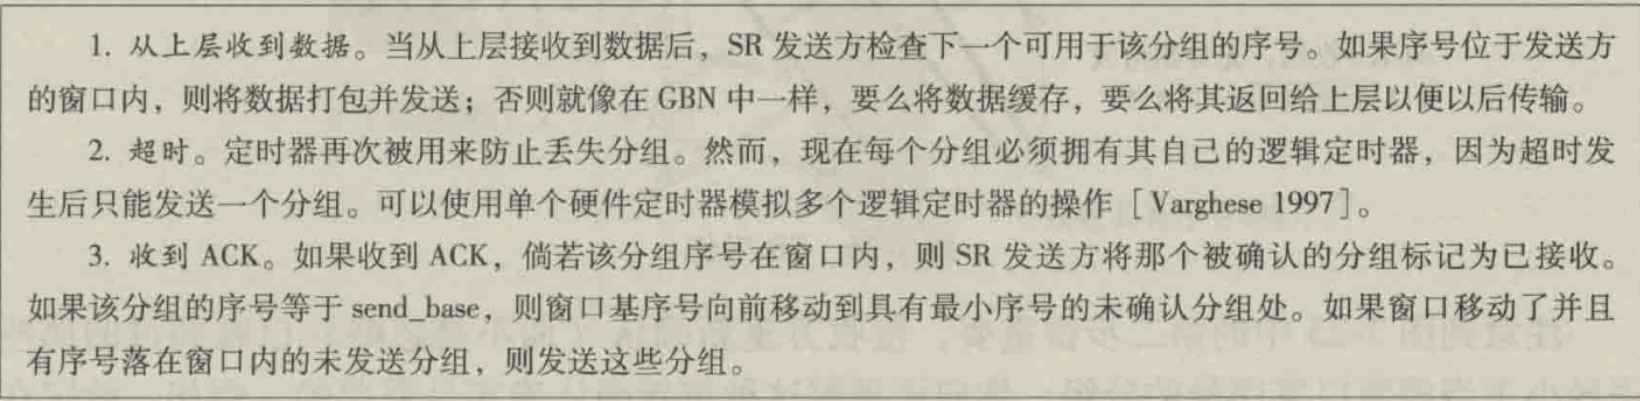 1. 从上层收到数据。当从上层接收到数据后，SR 发送方检查下一个可用于该分组的序号。如果序号位于发送方
的窗口内，则将数据打包并发送；否则就像在 GBN 中一样，要么将数据缓存，要么将其返回给上层以便以后传输。
2. 超时。定时器再次被用来防止丢失分组。然而，现在每个分组必须拥有其自己的逻辑定时器，因为超时发
生后只能发送一个分组。可以使用单个硬件定时器模拟多个逻辑定时器的操作［Varghese 1997］。
3. 收到 ACK。如果收到 ACK，倘若该分组序号在窗口内，则 SR 发送方将那个被确认的分组标记为已接收。
如果该分组的序号等于 send_base，则窗口基序号向前移动到具有最小序号的未确认分组处。如果窗口移动了并且
有序号落在窗口内的未发送分组，则发送这些分组。